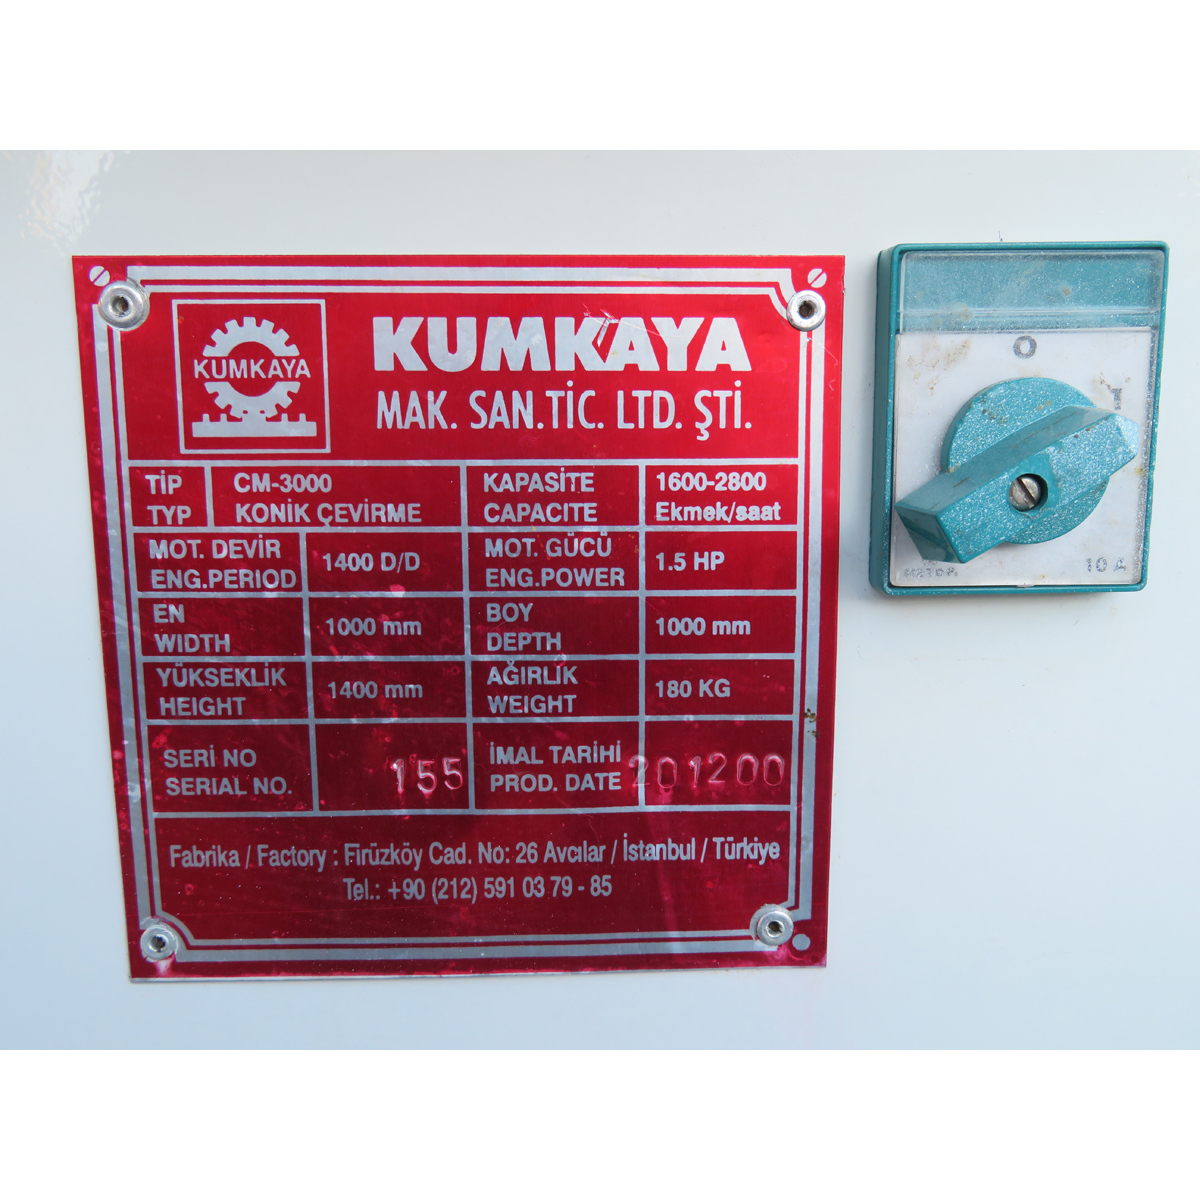 KUMKAYA
KUMKAYA
MAK. SAN.TİC. LTD. ŞTİ.
TİP
TYP
CM-3000
KONİK ÇEVİRME
KAPASİTE
CAPACITE
1600-2800
Ekmek/saat
MOT. DEVİR
ENG.PERIOD
1400 D/D
MOT. GÜCÜ
ENG.POWER
1.5 HP
EN
WIDTH
1000 mm
BOY
DEPTH
1000 mm
YÜKSEKLİK
HEIGHT
1400 mm
AĞIRLIK
WEIGHT
180 KG
SERİ NO
SERIAL NO.
155
İMAL TARİHİ
PROD. DATE
201200
Fabrika / Factory : Firüzköy Cad. No: 26 Avcılar / İstanbul / Türkiye
Tel.: +90 (212) 591 03 79 - 85
O
I
10 A